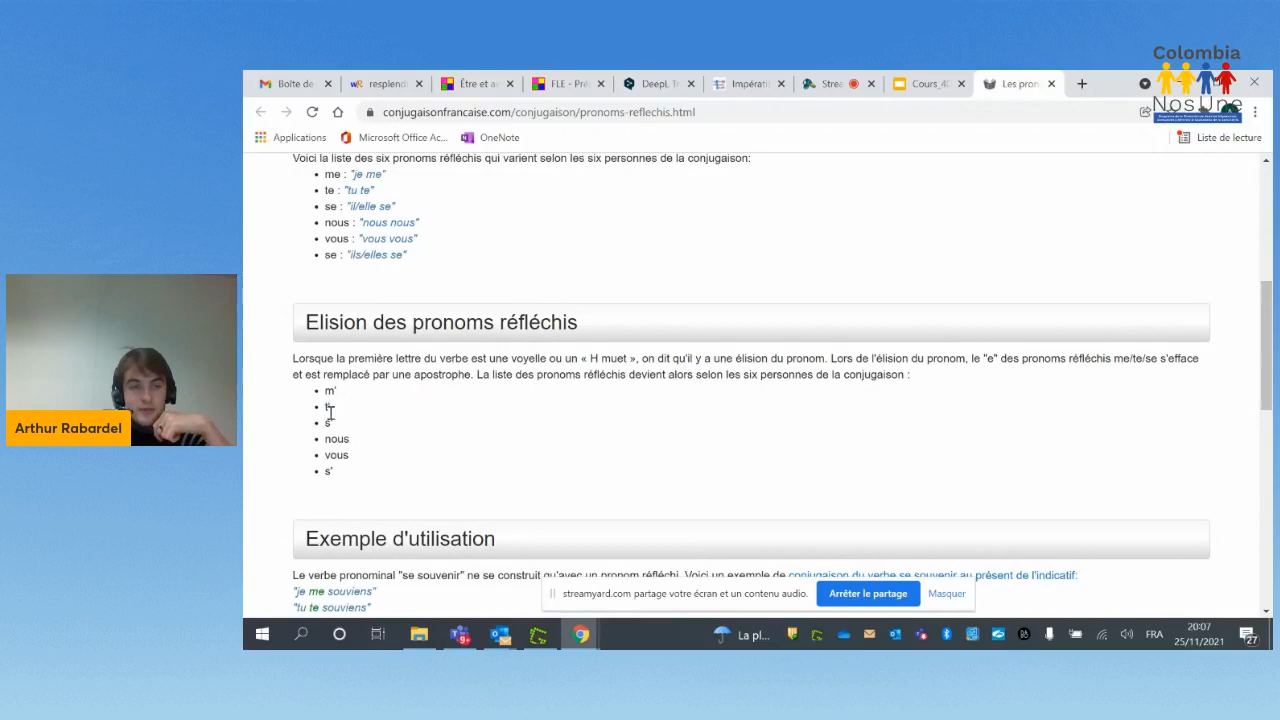 Colombia
NosUne
Boîte de
resplendi
Être et av
FLE - Pré
DeepL Tr
Impérati
Strea
Cours_40
Les pron
conjugaisonfrancaise.com/conjugaison/pronoms-reflechis.html
Applications
Microsoft Office Ac...
OneNote
Liste de lecture
Voici la liste des six pronoms réfléchis qui varient selon les six personnes de la conjugaison:
me : "je me"
te : "tu te"
se : "il/elle se"
nous : "nous nous"
vous : "vous vous"
se : "ils/elles se"
Elision des pronoms réfléchis
Lorsque la première lettre du verbe est une voyelle ou un « H muet », on dit qu'il y a une élision du pronom. Lors de l'élision du pronom, le "e" des pronoms réfléchis me/te/se s'efface
et est remplacé par une apostrophe. La liste des pronoms réfléchis devient alors selon les six personnes de la conjugaison :
m'
t'
s'
nous
vous
s'
Arthur Rabardel
Exemple d'utilisation
Le verbe pronominal "se souvenir" ne se construit qu'avec un pronom réfléchi. Voici un exemple de conjugaison du verbe se souvenir au présent de l'indicatif:
"je me souviens"
"tu te souviens"
streamyard.com partage votre écran et un contenu audio.
Arrêter le partage
Masquer
La pl...
FRA
20:07
25/11/2021
27